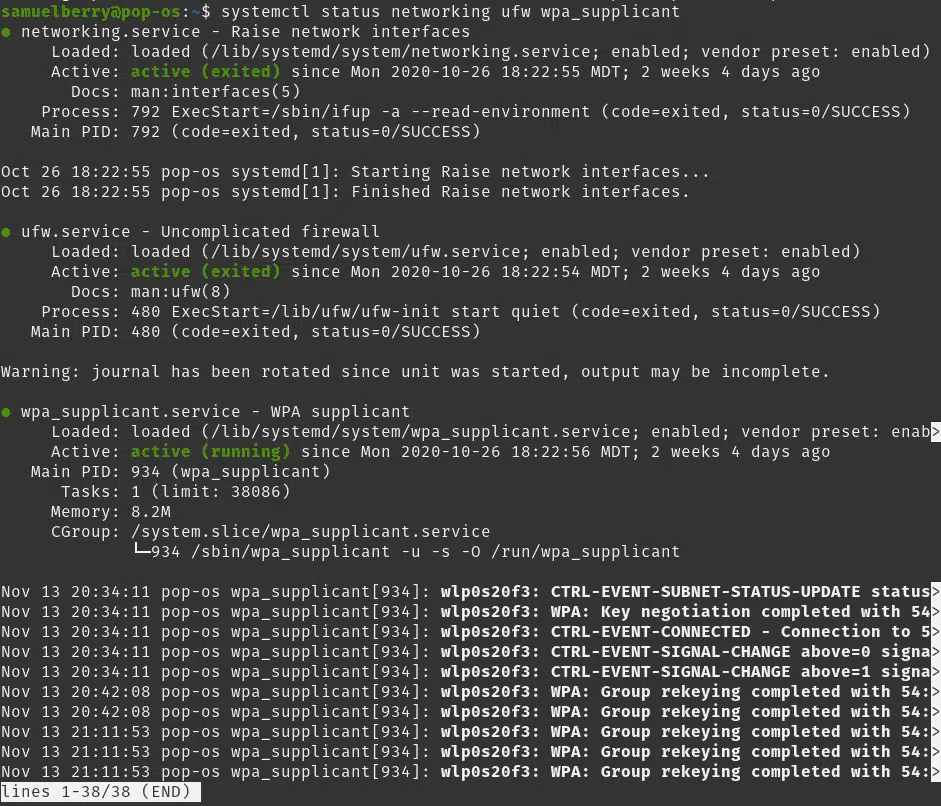 samuelberry@pop-os:~$ systemctl status networking ufw wpa_supplicant
● networking.service - Raise network interfaces
     Loaded: loaded (/lib/systemd/system/networking.service; enabled; vendor preset: enabled)
     Active: active (exited) since Mon 2020-10-26 18:22:55 MDT; 2 weeks 4 days ago
       Docs: man:interfaces(5)
    Process: 792 ExecStart=/sbin/ifup -a --read-environment (code=exited, status=0/SUCCESS)
   Main PID: 792 (code=exited, status=0/SUCCESS)

Oct 26 18:22:55 pop-os systemd[1]: Starting Raise network interfaces...
Oct 26 18:22:55 pop-os systemd[1]: Finished Raise network interfaces.

● ufw.service - Uncomplicated firewall
     Loaded: loaded (/lib/systemd/system/ufw.service; enabled; vendor preset: enabled)
     Active: active (exited) since Mon 2020-10-26 18:22:54 MDT; 2 weeks 4 days ago
       Docs: man:ufw(8)
    Process: 480 ExecStart=/lib/ufw/ufw-init start quiet (code=exited, status=0/SUCCESS)
   Main PID: 480 (code=exited, status=0/SUCCESS)

Warning: journal has been rotated since unit was started, output may be incomplete.

● wpa_supplicant.service - WPA supplicant
     Loaded: loaded (/lib/systemd/system/wpa_supplicant.service; enabled; vendor preset: enab>
     Active: active (running) since Mon 2020-10-26 18:22:56 MDT; 2 weeks 4 days ago
   Main PID: 934 (wpa_supplicant)
      Tasks: 1 (limit: 38086)
     Memory: 8.2M
     CGroup: /system.slice/wpa_supplicant.service
             └─934 /sbin/wpa_supplicant -u -s -O /run/wpa_supplicant

Nov 13 20:34:11 pop-os wpa_supplicant[934]: wlp0s20f3: CTRL-EVENT-SUBNET-STATUS-UPDATE status>
Nov 13 20:34:11 pop-os wpa_supplicant[934]: wlp0s20f3: WPA: Key negotiation completed with 54>
Nov 13 20:34:11 pop-os wpa_supplicant[934]: wlp0s20f3: CTRL-EVENT-CONNECTED - Connection to 5>
Nov 13 20:34:11 pop-os wpa_supplicant[934]: wlp0s20f3: CTRL-EVENT-SIGNAL-CHANGE above=0 signa>
Nov 13 20:34:11 pop-os wpa_supplicant[934]: wlp0s20f3: CTRL-EVENT-SIGNAL-CHANGE above=1 signa>
Nov 13 20:42:08 pop-os wpa_supplicant[934]: wlp0s20f3: WPA: Group rekeying completed with 54:>
Nov 13 20:42:08 pop-os wpa_supplicant[934]: wlp0s20f3: WPA: Group rekeying completed with 54:>
Nov 13 21:11:53 pop-os wpa_supplicant[934]: wlp0s20f3: WPA: Group rekeying completed with 54:>
Nov 13 21:11:53 pop-os wpa_supplicant[934]: wlp0s20f3: WPA: Group rekeying completed with 54:>
Nov 13 21:11:53 pop-os wpa_supplicant[934]: wlp0s20f3: WPA: Group rekeying completed with 54:>
lines 1-38/38 (END)